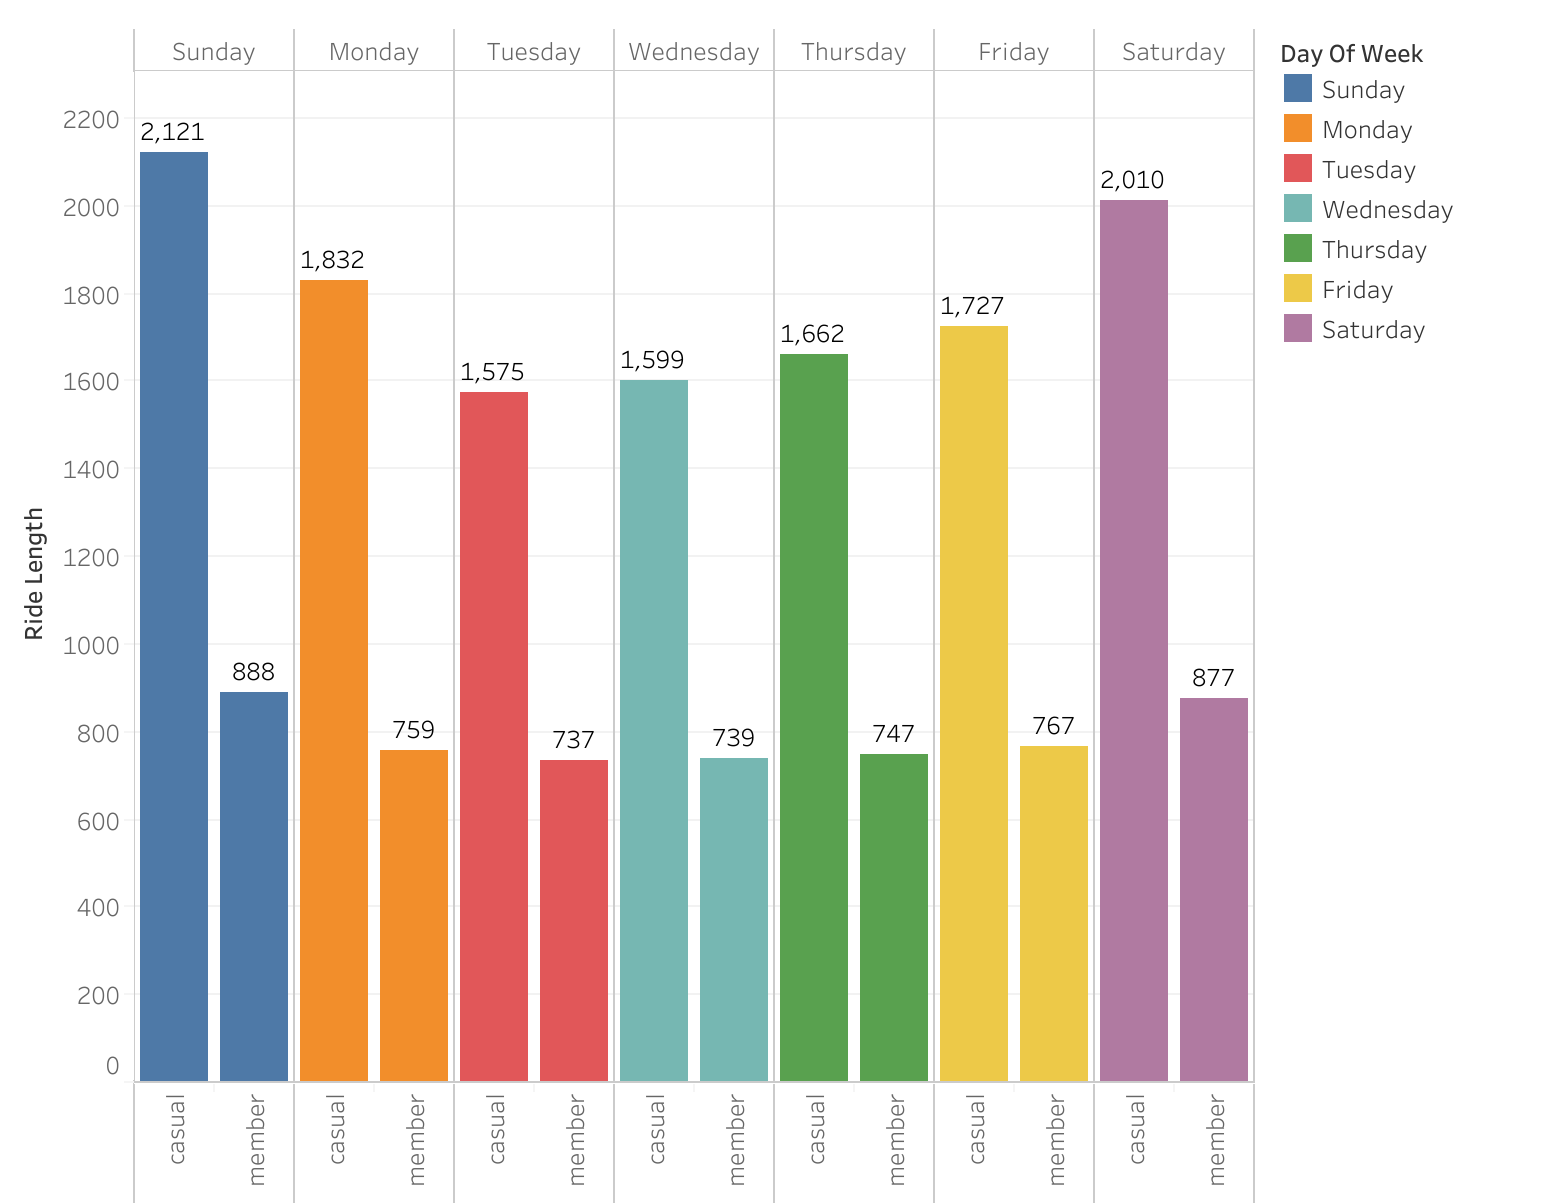 Sunday Monday Tuesday Wednesday Thursday Friday Saturday
Day Of Week
Sunday
Monday
Tuesday
Wednesday
Thursday
Friday
Saturday
Ride Length
2200
2000
1800
1600
1400
1200
1000
800
600
400
200
0
2,121
888
1,832
759
1,575
737
1,599
739
1,662
747
1,727
767
2,010
877
casual
member
casual
member
casual
member
casual
member
casual
member
casual
member
casual
member